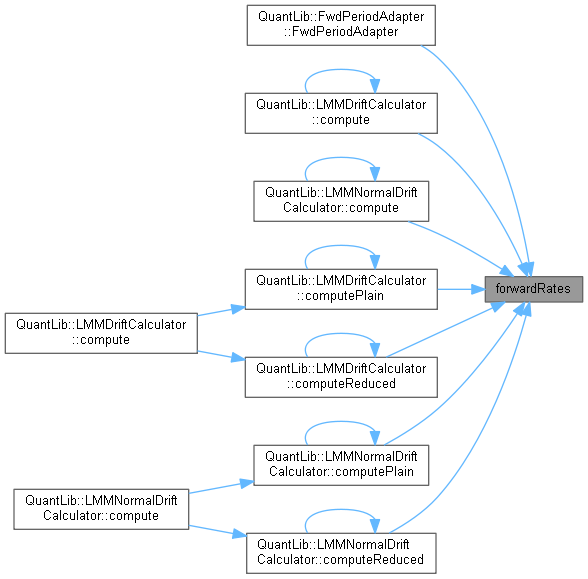 QuantLib::FwdPeriodAdapter
::FwdPeriodAdapter
QuantLib::LMMDriftCalculator
::compute
QuantLib::LMMNormalDrift
Calculator::compute
QuantLib::LMMDriftCalculator
::computePlain
forwardRates
QuantLib::LMMDriftCalculator
::compute
QuantLib::LMMDriftCalculator
::computeReduced
QuantLib::LMMNormalDrift
Calculator::computePlain
QuantLib::LMMNormalDrift
Calculator::compute
QuantLib::LMMNormalDrift
Calculator::computeReduced